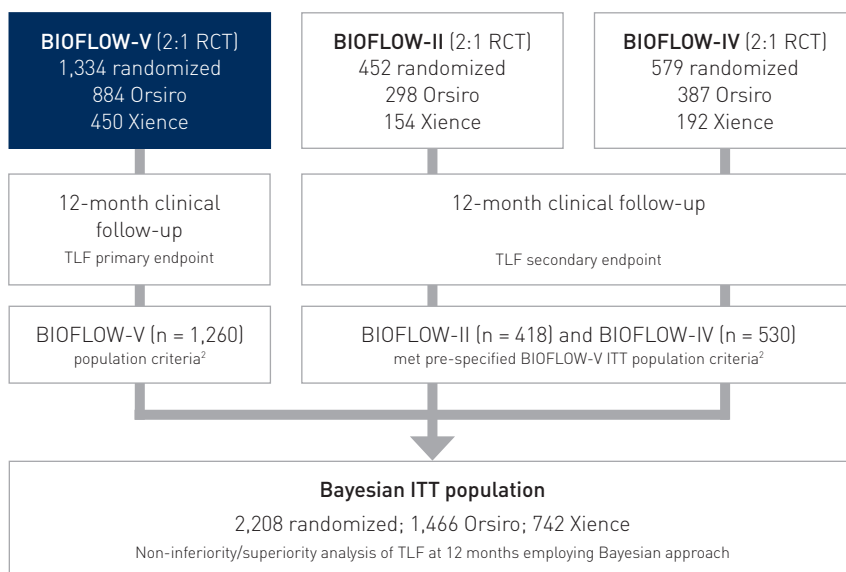 BIOFLOW-V (2:1 RCT)
1,334 randomized
884 Orsiro
450 Xience
BIOFLOW-II (2:1 RCT)
452 randomized
298 Orsiro
154 Xience
BIOFLOW-IV (2:1 RCT)
579 randomized
387 Orsiro
192 Xience
12-month clinical
follow-up
TLF primary endpoint
12-month clinical follow-up
TLF secondary endpoint
BIOFLOW-V (n = 1,260)
population criteria²
BIOFLOW-II (n = 418) and BIOFLOW-IV (n = 530)
met pre-specified BIOFLOW-V ITT population criteria²
Bayesian ITT population
2,208 randomized; 1,466 Orsiro; 742 Xience
Non-inferiority/superiority analysis of TLF at 12 months employing Bayesian approach